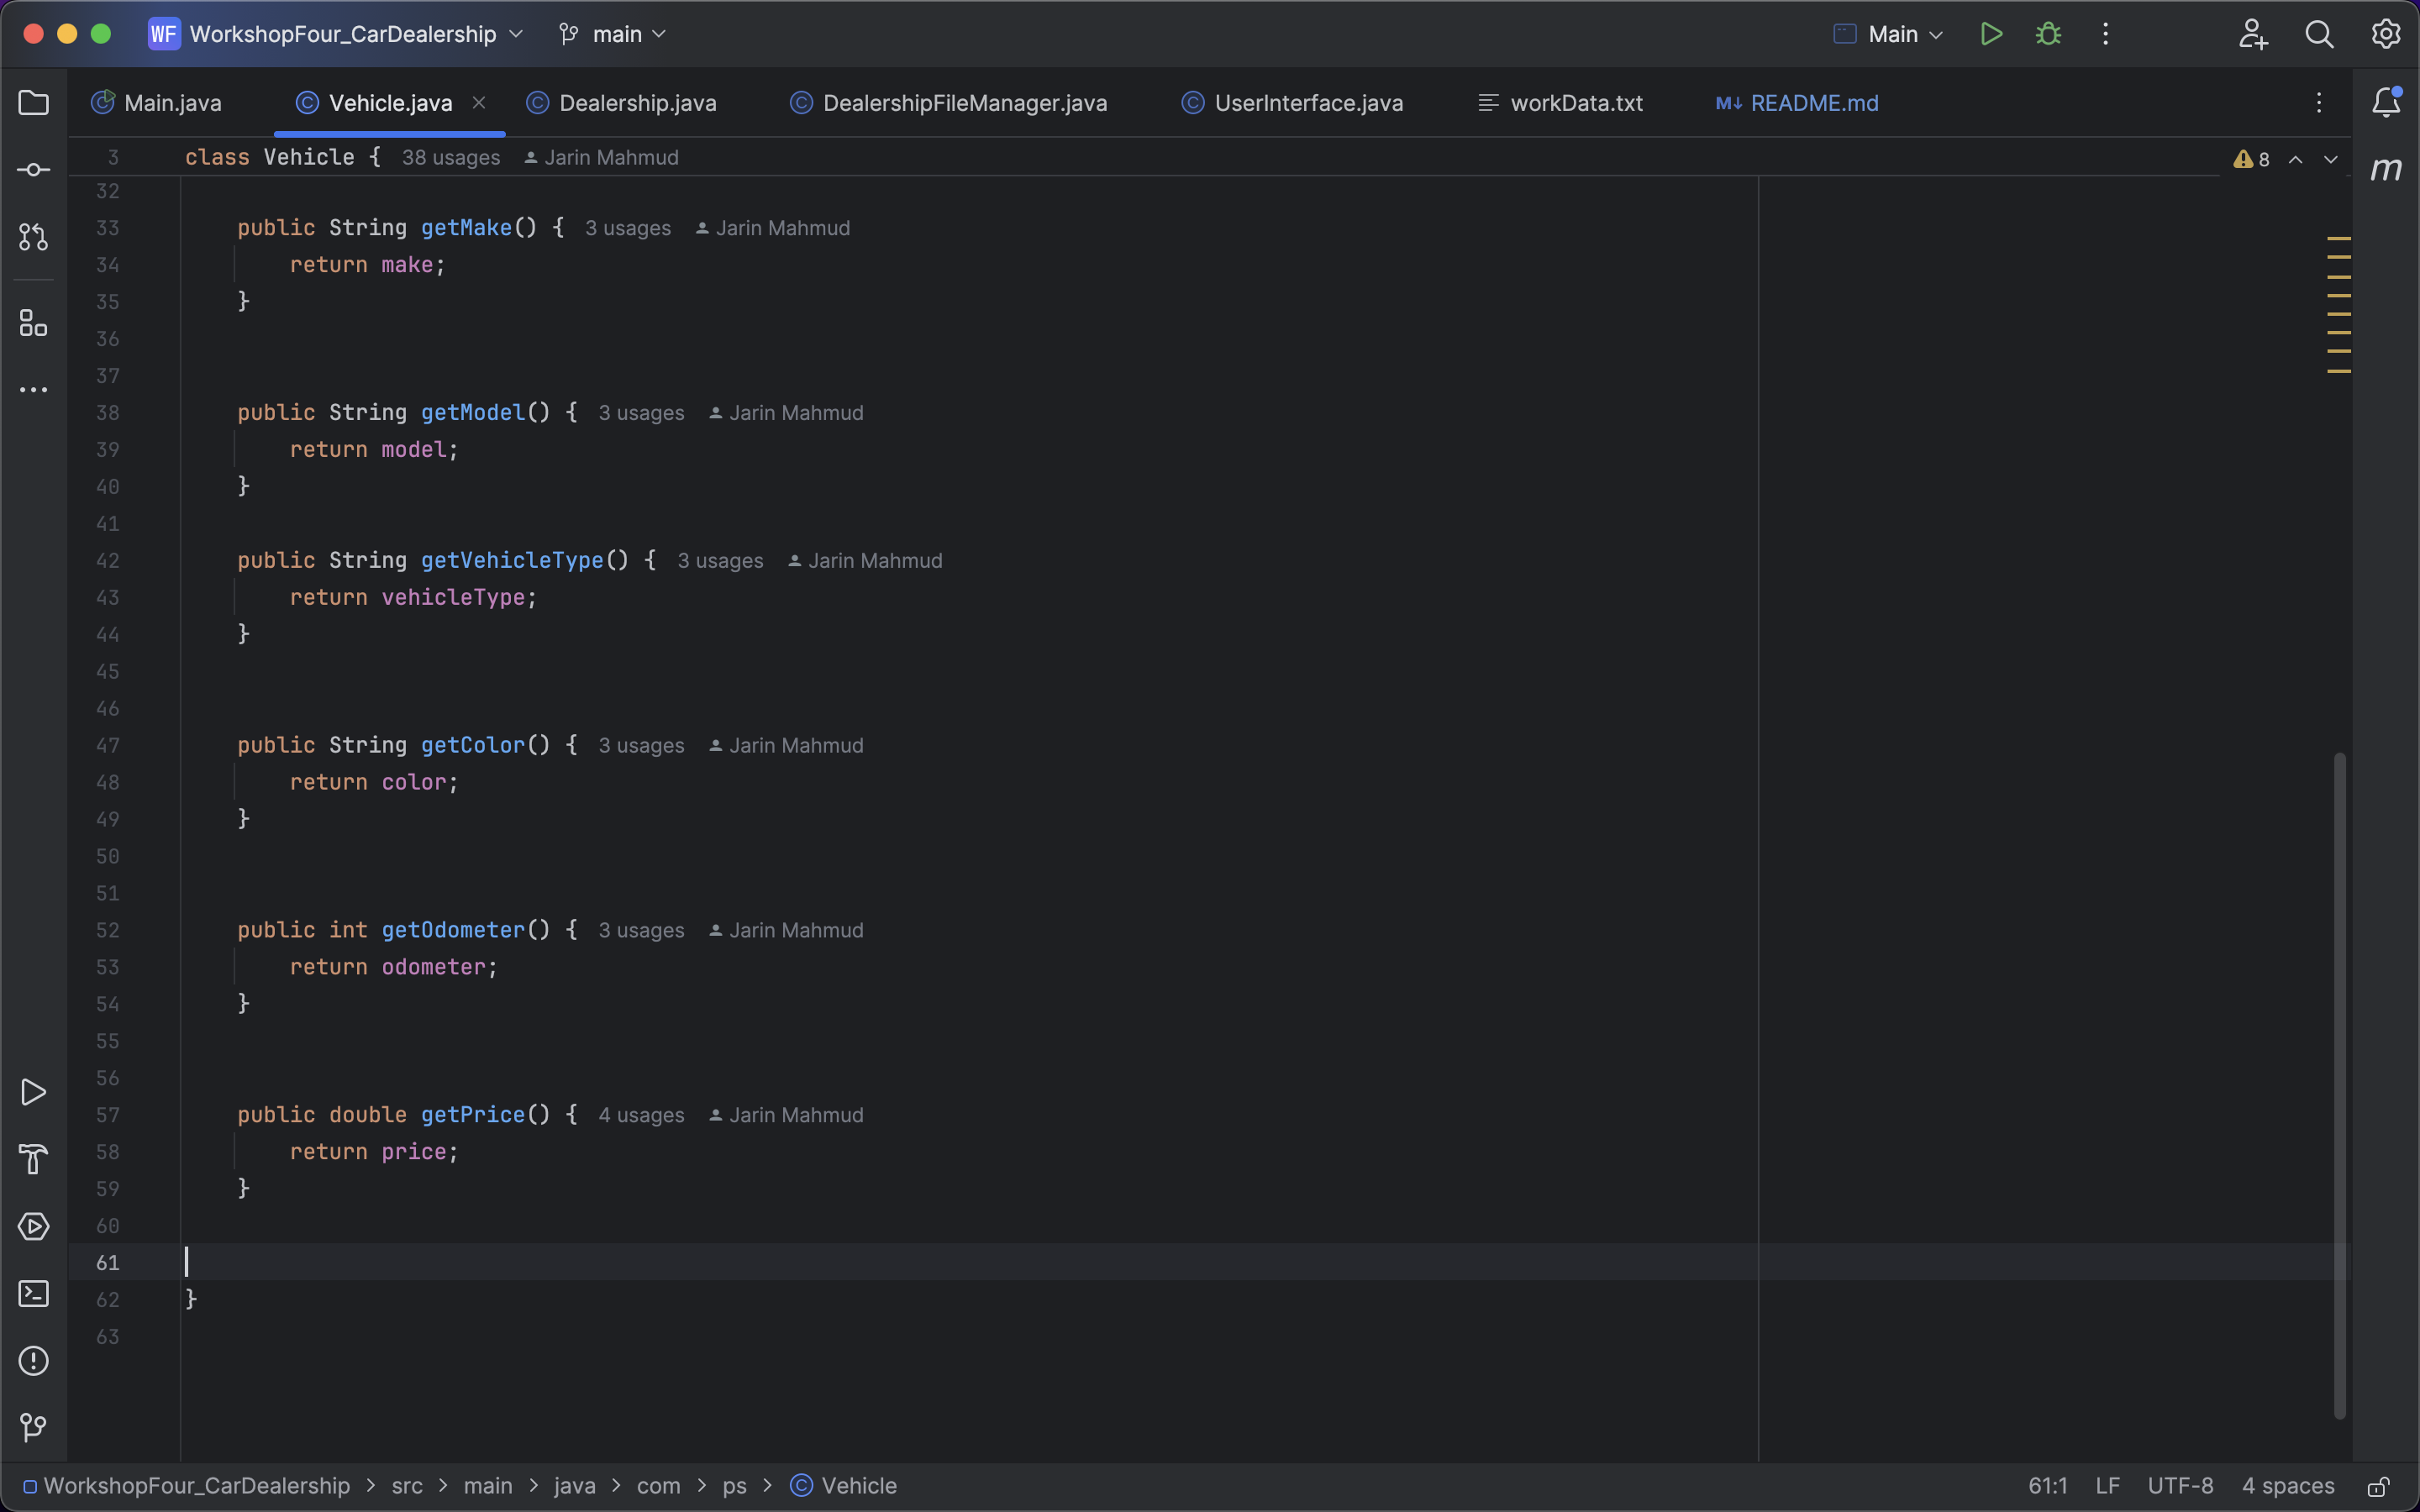 WF WorkshopFour_CarDealership main Main
Main.java Vehicle.java Dealership.java DealershipFileManager.java UserInterface.java workData.txt M↓ README.md
3 class Vehicle { 38 usages Jarin Mahmud 8
m
32
33 public String getMake() { 3 usages Jarin Mahmud
34 return make;
35 }
36
37
38 public String getModel() { 3 usages Jarin Mahmud
39 return model;
40 }
41
42 public String getVehicleType() { 3 usages Jarin Mahmud
43 return vehicleType;
44 }
45
46
47 public String getColor() { 3 usages Jarin Mahmud
48 return color;
49 }
50
51
52 public int getOdometer() { 3 usages Jarin Mahmud
53 return odometer;
54 }
55
56
57 public double getPrice() { 4 usages Jarin Mahmud
58 return price;
59 }
60
61
62 }
63
WorkshopFour_CarDealership > src > main > java > com > ps > Vehicle 61:1 LF UTF-8 4 spaces